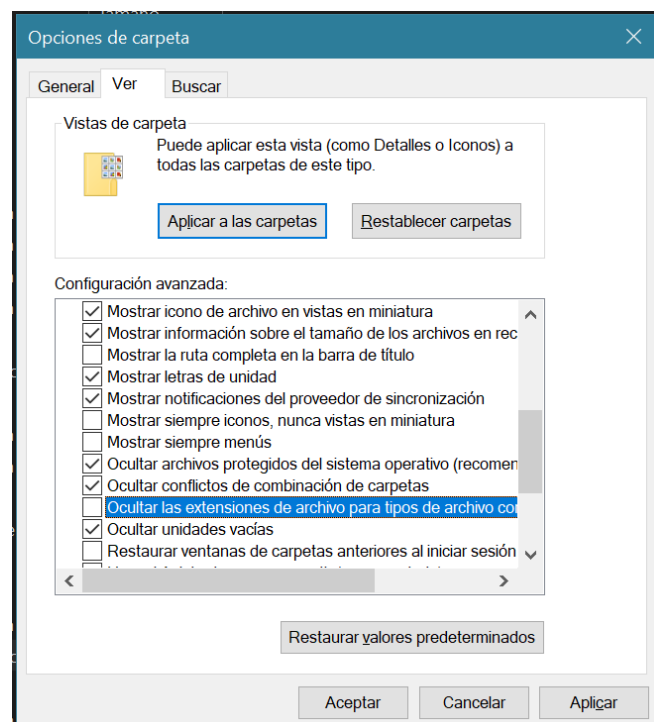 Tamaño
Opciones de carpeta
General Ver Buscar
Vistas de carpeta
Puede aplicar esta vista (como Detalles o Iconos) a
todas las carpetas de este tipo.
Aplicar a las carpetas Restablecer carpetas
Configuración avanzada:
Mostrar icono de archivo en vistas en miniatura
Mostrar información sobre el tamaño de los archivos en rec
Mostrar la ruta completa en la barra de título
Mostrar letras de unidad
Mostrar notificaciones del proveedor de sincronización
Mostrar siempre iconos, nunca vistas en miniatura
Mostrar siempre menús
Ocultar archivos protegidos del sistema operativo (recomen
Ocultar conflictos de combinación de carpetas
Ocultar las extensiones de archivo para tipos de archivo co
Ocultar unidades vacías
Restaurar ventanas de carpetas anteriores al iniciar sesión
Restaurar valores predeterminados
Aceptar Cancelar Aplicar